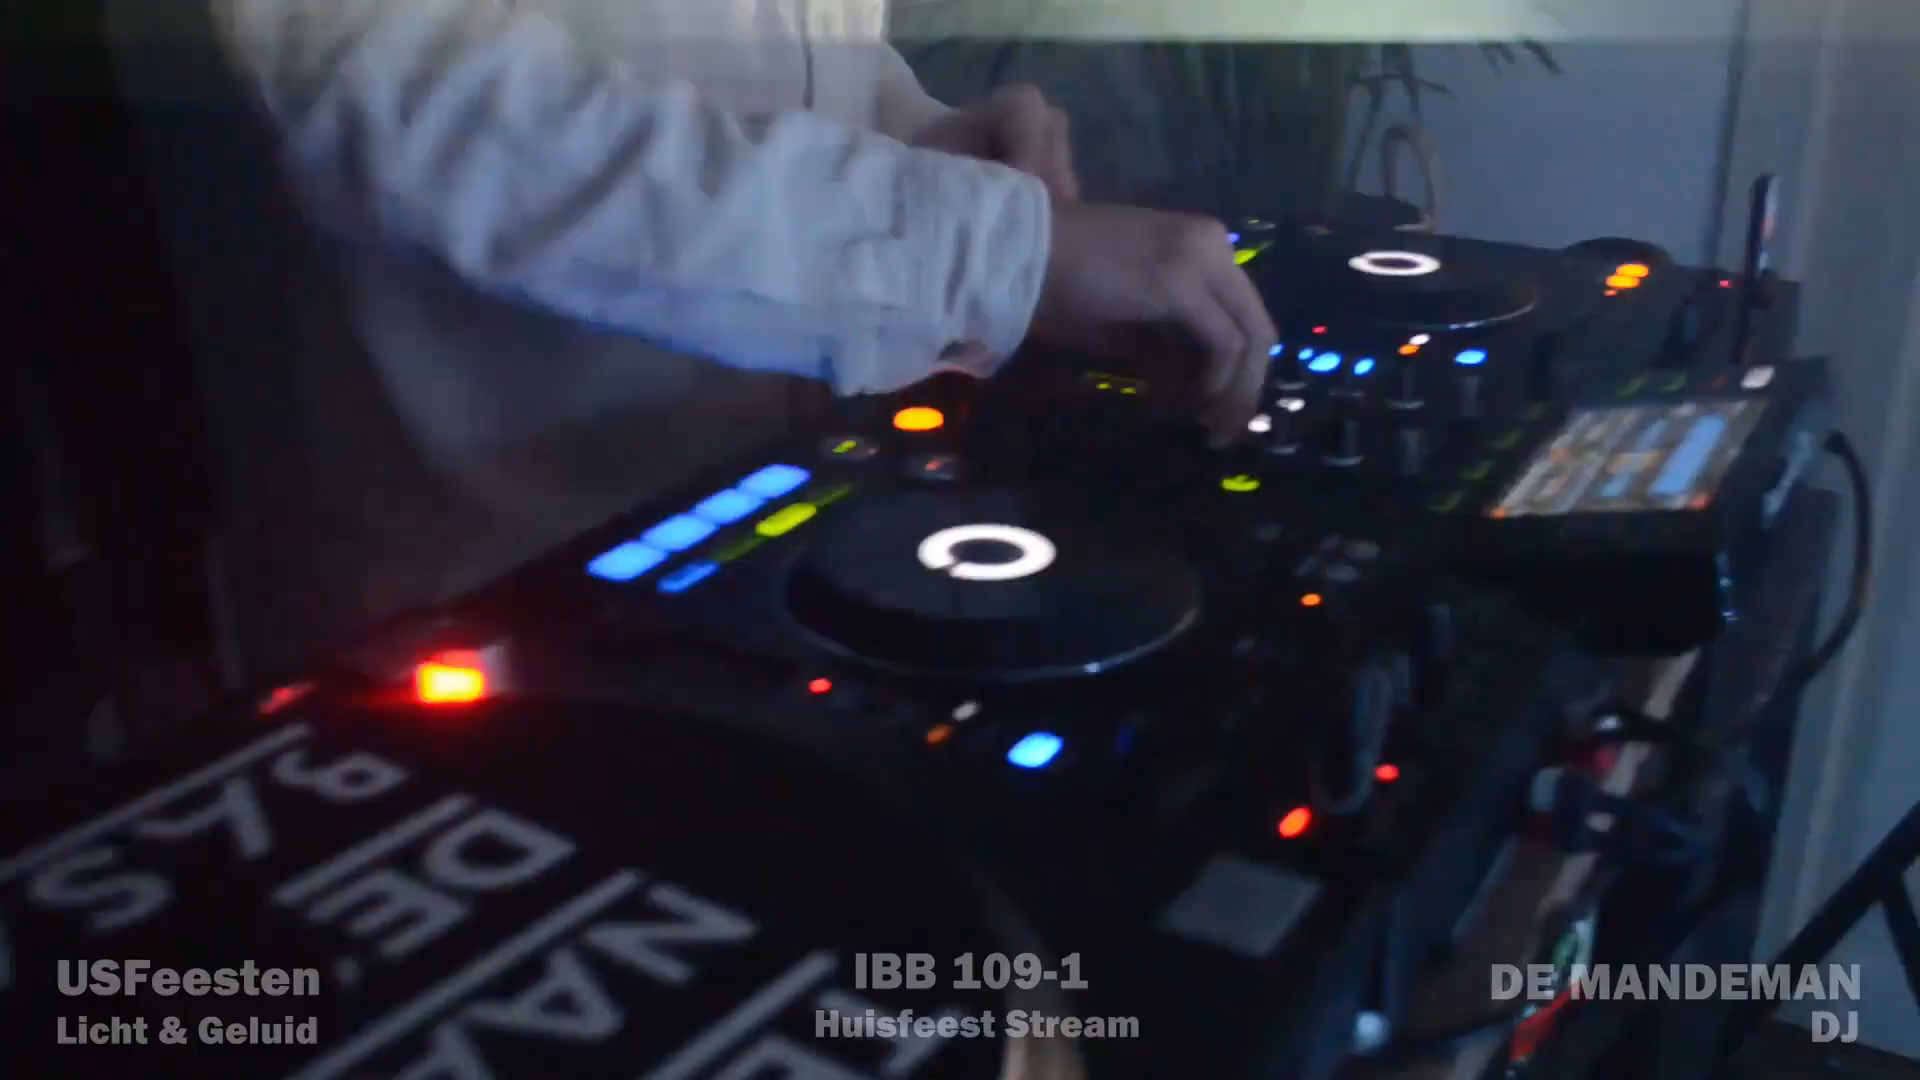 USFeesten
Licht & Geluid
IBB 109-1
Huisfeest Stream
DE MANDEMAN
DJ